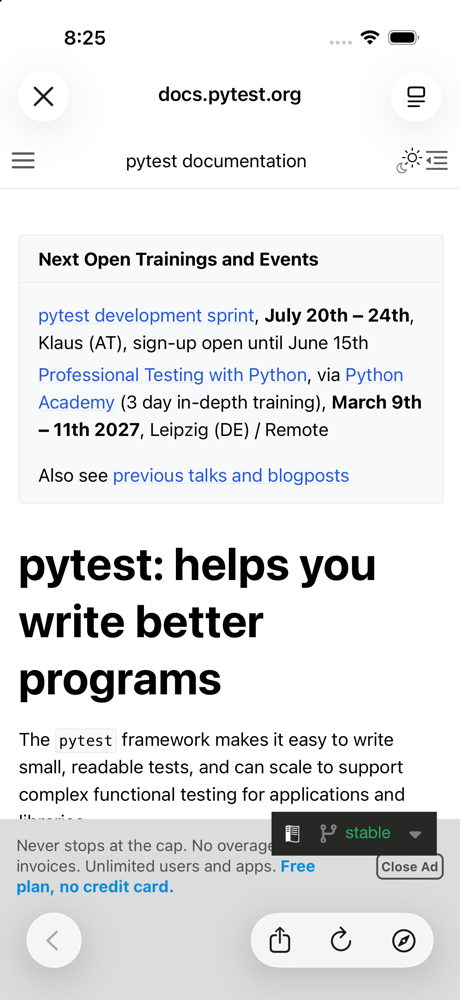 8:25
docs.pytest.org
pytest documentation
Next Open Trainings and Events
pytest development sprint, July 20th – 24th,
Klaus (AT), sign-up open until June 15th
Professional Testing with Python, via Python
Academy (3 day in-depth training), March 9th
– 11th 2027, Leipzig (DE) / Remote
Also see previous talks and blogposts
pytest: helps you
write better
programs
The pytest framework makes it easy to write
small, readable tests, and can scale to support
complex functional testing for applications and
stable
Never stops at the cap. No overage
invoices. Unlimited users and apps. Free
plan, no credit card.
Close Ad